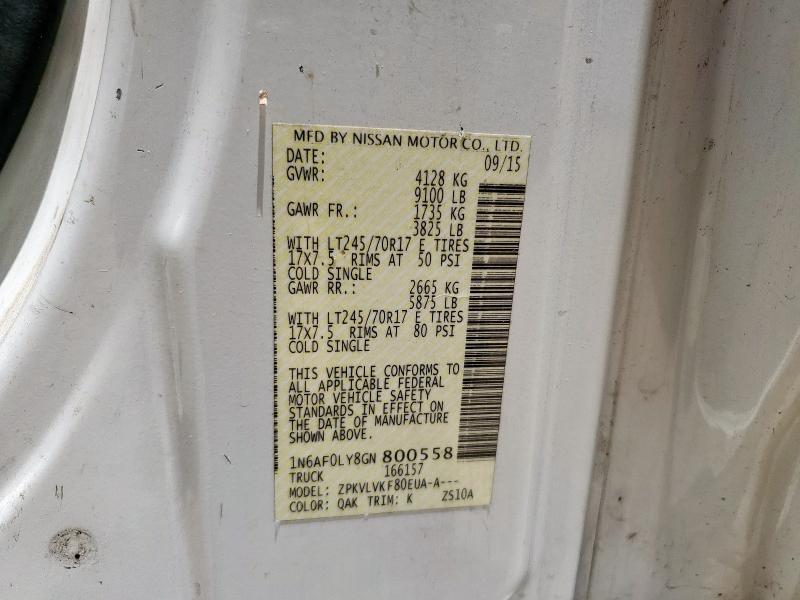 MFD BY NISSAN MOTOR CO., LTD.
DATE: 09/15
GVWR: 4128 KG
9100 LB
GAWR FR.: 1735 KG
3825 LB
WITH LT245/70R17 E TIRES
17X7.5 RIMS AT 50 PSI
COLD SINGLE
GAWR RR.: 2665 KG
5875 LB
WITH LT245/70R17 E TIRES
17X7.5 RIMS AT 80 PSI
COLD SINGLE
THIS VEHICLE CONFORMS TO
ALL APPLICABLE FEDERAL
MOTOR VEHICLE SAFETY
STANDARDS IN EFFECT ON
THE DATE OF MANUFACTURE
SHOWN ABOVE.
1N6AF0LY8GN 800558
TRUCK 166157
MODEL: ZPKVLVKF80EUA-A---
COLOR: QAK TRIM: K ZS10A